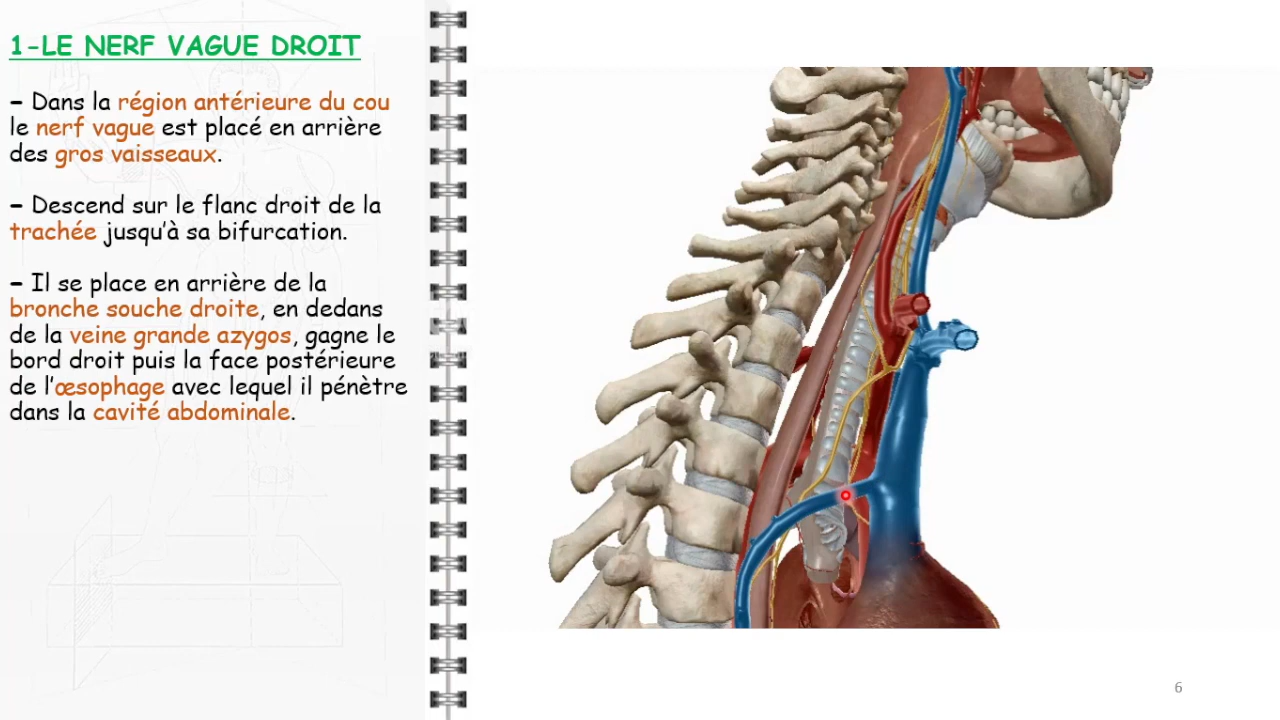 1-LE NERF VAGUE DROIT
– Dans la région antérieure du cou
le nerf vague est placé en arrière
des gros vaisseaux.
– Descend sur le flanc droit de la
trachée jusqu'à sa bifurcation.
– Il se place en arrière de la
bronche souche droite, en dedans
de la veine grande azygos, gagne le
bord droit puis la face postérieure
de l'œsophage avec lequel il pénètre
dans la cavité abdominale.
6